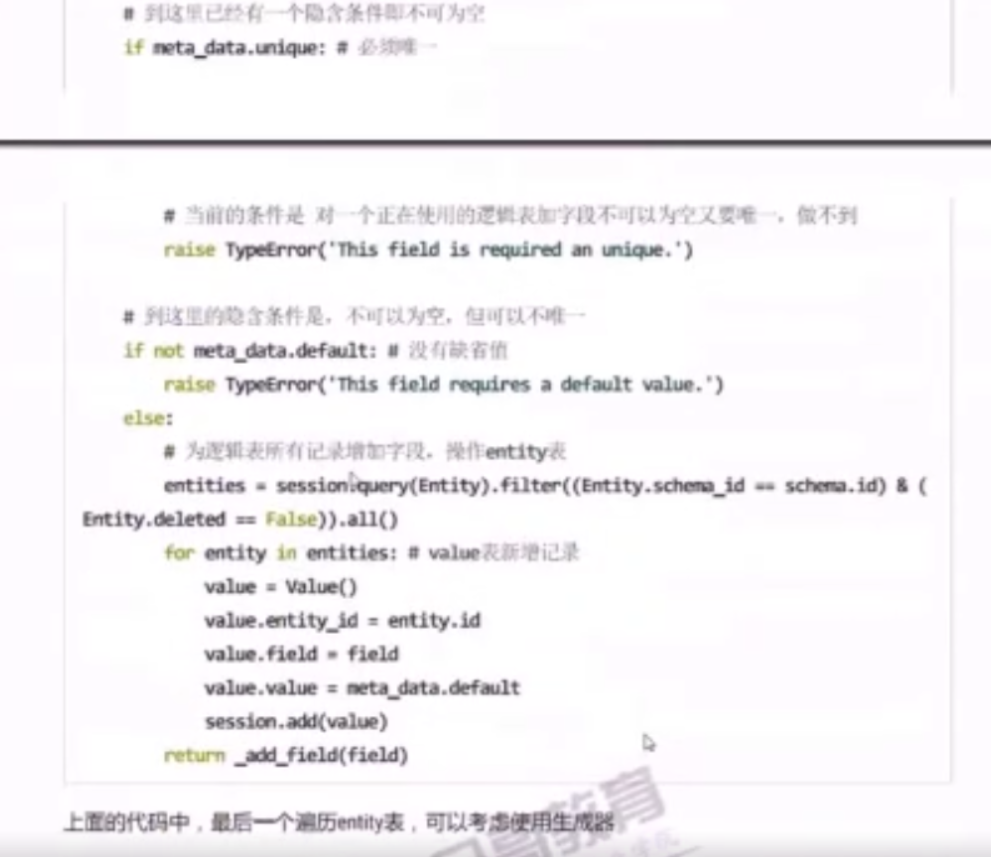 # 到这里已经有一个隐含条件即不可为空
if meta_data.unique: # 必须唯一
# 当前的条件是 对一个正在使用的逻辑表加字段不可以为空又要唯一，做不到
raise TypeError('This field is required an unique.')
# 到这里的隐含条件是，不可以为空，但可以不唯一
if not meta_data.default: # 没有缺省值
raise TypeError('This field requires a default value.')
else:
# 为逻辑表所有记录增加字段，操作entity表
entities = session.query(Entity).filter((Entity.schema_id == schema.id) & (
Entity.deleted == False)).all()
for entity in entities: # value表新增记录
value = Value()
value.entity_id = entity.id
value.field = field
value.value = meta_data.default
session.add(value)
return _add_field(field)
上面的代码中，最后一个遍历entity表，可以考虑使用生成器
教育